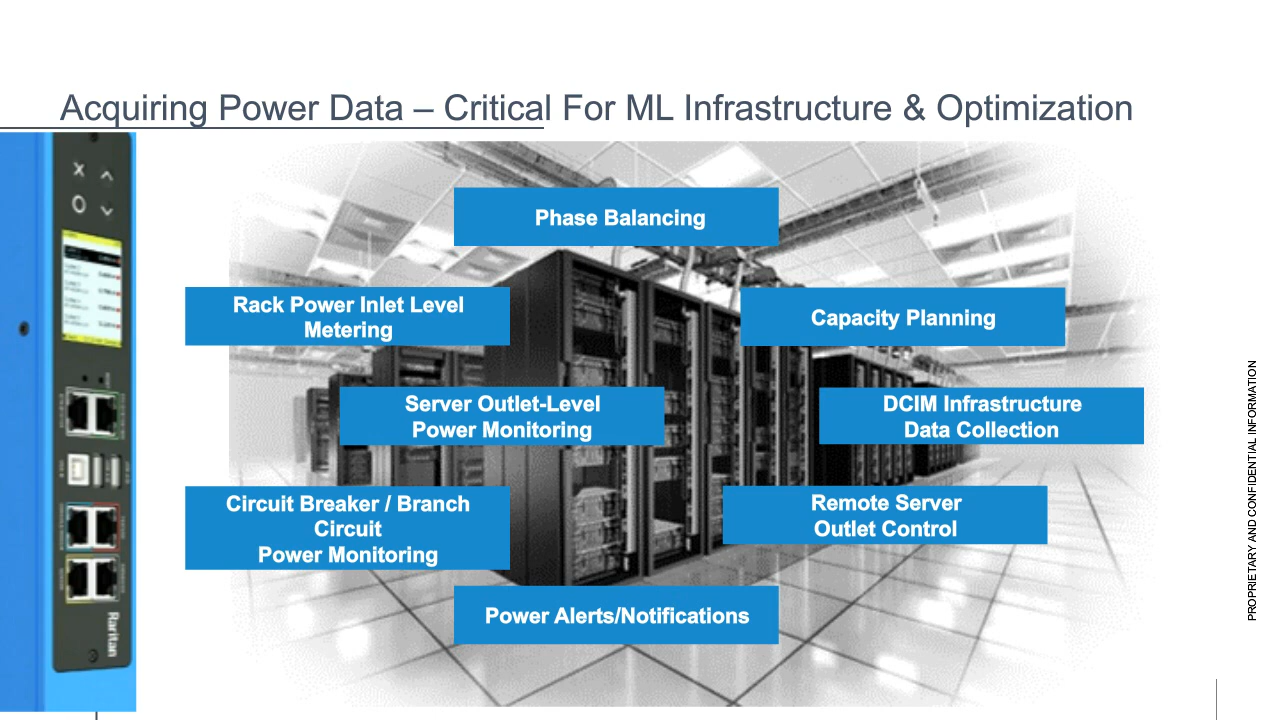 Acquiring Power Data – Critical For ML Infrastructure & Optimization
Phase Balancing
Rack Power Inlet Level
Metering
Capacity Planning
Server Outlet-Level
Power Monitoring
DCIM Infrastructure
Data Collection
Circuit Breaker / Branch
Circuit
Power Monitoring
Remote Server
Outlet Control
Power Alerts/Notifications
Raritan
PROPRIETARY AND CONFIDENTIAL INFORMATION